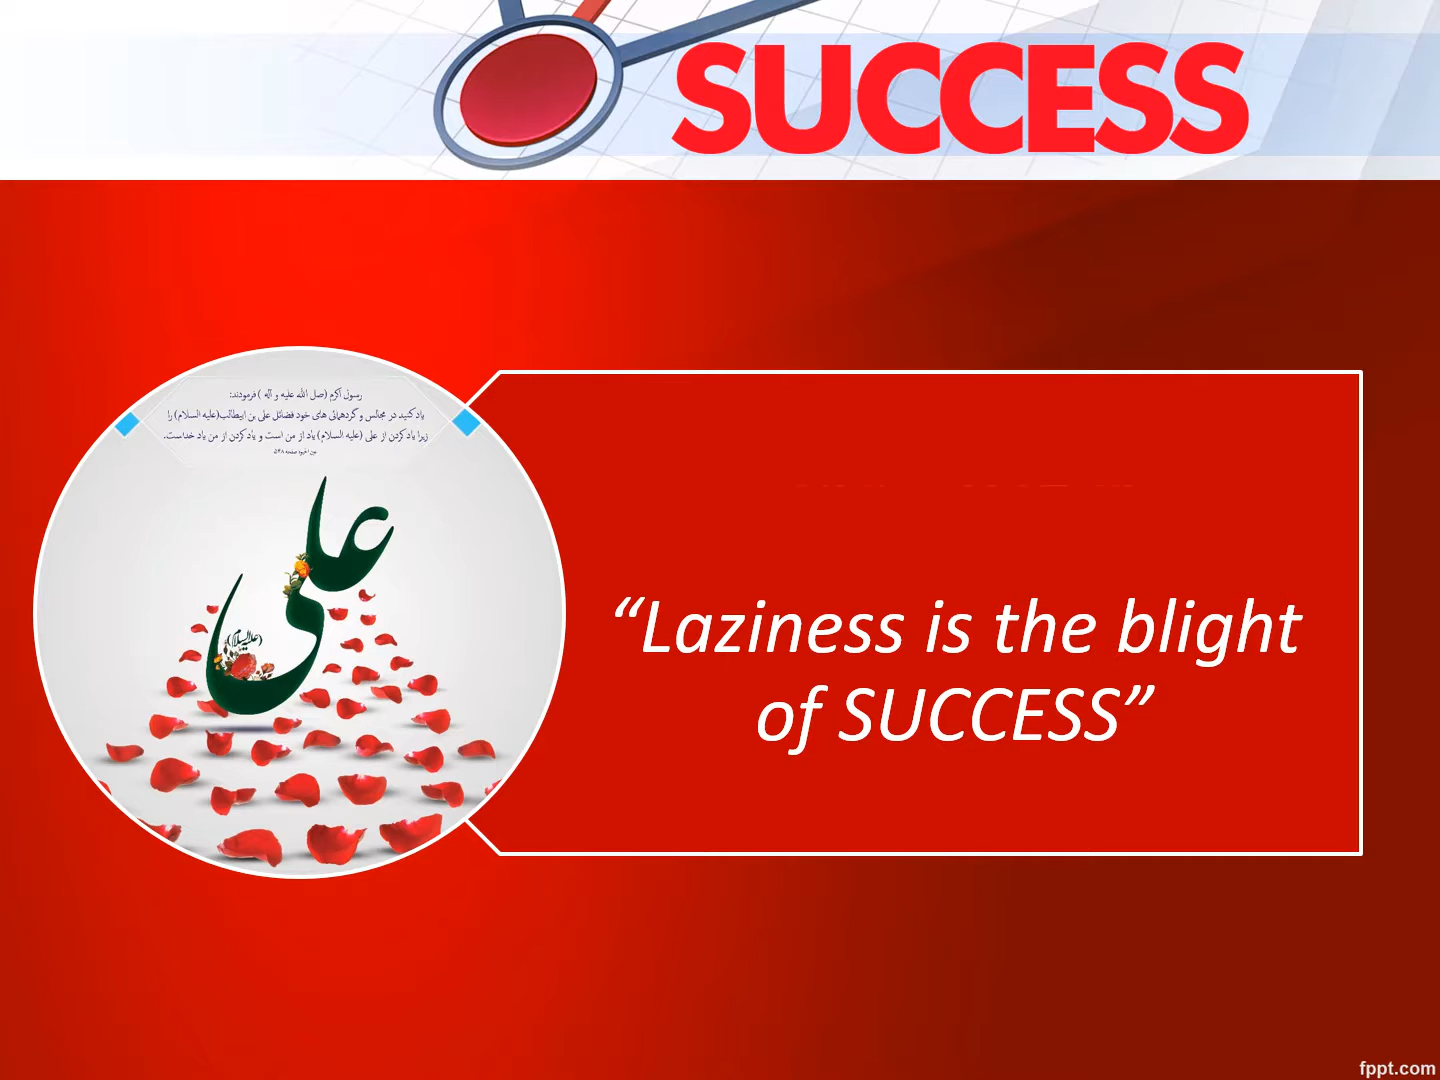 SUCCESS
رسول اکرم (صل الله علیه و آله ) فرمودند:
یاد کنید در مجالس و گردهمائی های خود فضائل علی بن ابیطالب(علیه السلام) را
زیرا یاد کردن از علی (علیه السلام) یاد از من است و یاد کردن از من یاد خداست.
علی
(علیه السلام)
“Laziness is the blight
of SUCCESS”
fppt.com